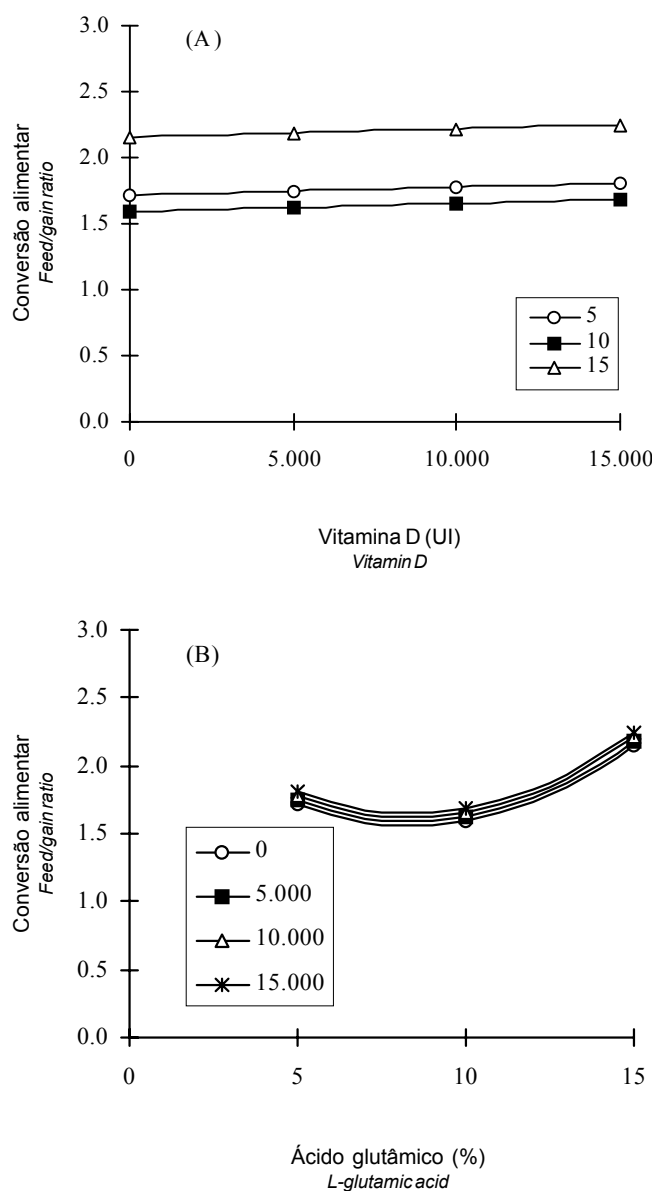 (A)
3.0
2.5
2.0
1.5
1.0
0.5
0.0
Conversão alimentar
Feed/gain ratio
5
10
15
0 5.000 10.000 15.000
Vitamina D (UI)
Vitamin D
(B)
3.0
2.5
2.0
1.5
1.0
0.5
0.0
Conversão alimentar
Feed/gain ratio
0
5.000
10.000
15.000
0 5 10 15
Ácido glutâmico (%)
L-glutamic acid